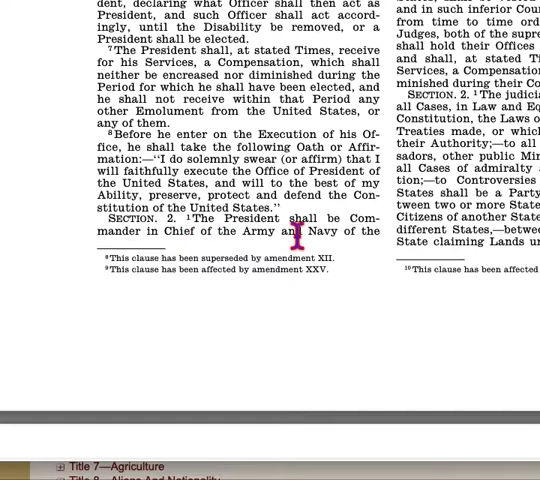 dent, declaring what Officer shall then act as
President, and such Officer shall act accord-
ingly, until the Disability be removed, or a
President shall be elected.
⁷The President shall, at stated Times, receive
for his Services, a Compensation, which shall
neither be encreased nor diminished during the
Period for which he shall have been elected, and
he shall not receive within that Period any
other Emolument from the United States, or
any of them.
⁸Before he enter on the Execution of his Of-
fice, he shall take the following Oath or Affir-
mation:—‘‘I do solemnly swear (or affirm) that I
will faithfully execute the Office of President of
the United States, and will to the best of my
Ability, preserve, protect and defend the Con-
stitution of the United States.’’
SECTION. 2. ¹The President shall be Com-
mander in Chief of the Army and Navy of the
⁸This clause has been superseded by amendment XII.
⁹This clause has been affected by amendment XXV.
and in such inferior Cour
from time to time ord
Judges, both of the supre
shall hold their Offices
and shall, at stated Ti
Services, a Compensation
minished during their Co
SECTION. 2. ¹The judicia
all Cases, in Law and Eq
Constitution, the Laws o
Treaties made, or which
their Authority;—to all
sadors, other public Min
all Cases of admiralty
tion;—to Controversies
States shall be a Party
tween two or more State
Citizens of another State
different States,—betwe
State claiming Lands u
¹⁰This clause has been affected
Title 7—Agriculture
Title 8—Aliens And Nationality